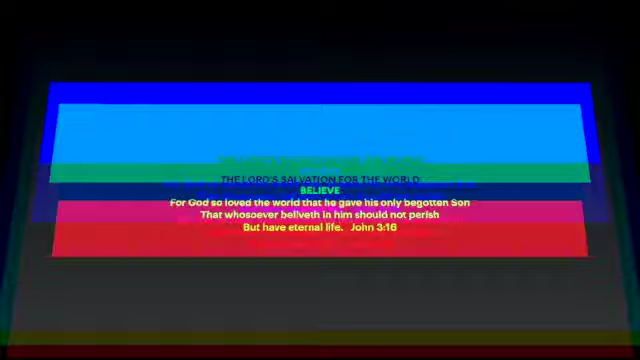 THE LORD'S SALVATION FOR THE WORLD
BELIEVE
For God so loved the world that he gave his only begotten Son
That whosoever beliveth in him should not perish
But have eternal life. John 3:16